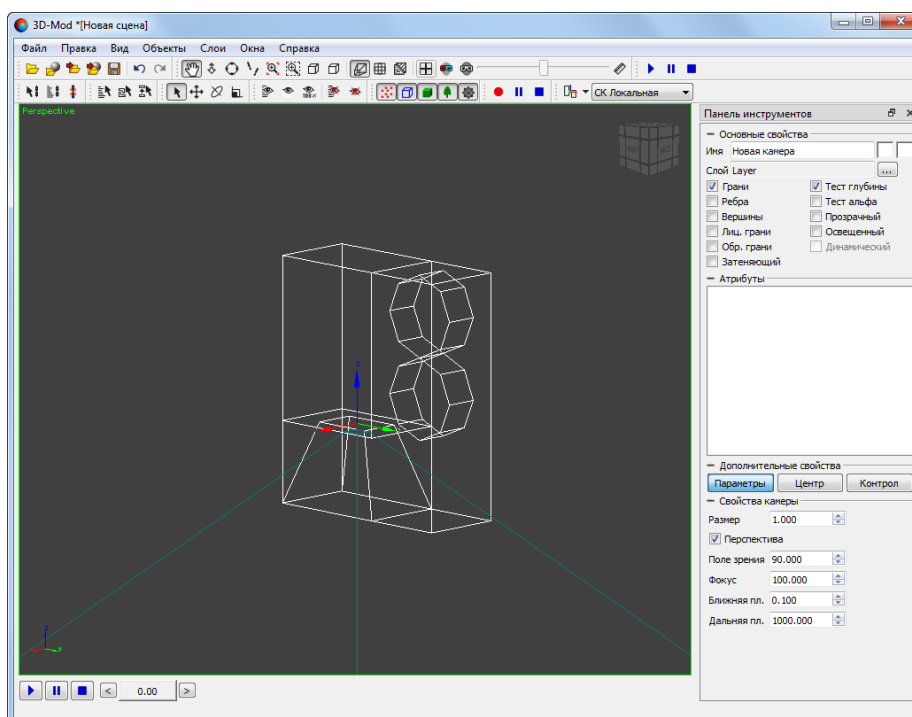 3D-Mod *[Новая сцена]
Файл Правка Вид Объекты Слои Окна Справка
СК Локальная
Perspective
Панель инструментов
Основные свойства
Имя Новая камера
Слой Layer ...
Грани Тест глубины
Ребра Тест альфа
Вершины Прозрачный
Лиц. грани Освещенный
Обр. грани Динамический
Затеняющий
Атрибуты
z
Дополнительные свойства
Параметры Центр Контрол
Свойства камеры
Размер 1.000
Перспектива
Поле зрения 90.000
Фокус 100.000
Ближняя пл. 0.100
Дальняя пл. 1000.000
z
y
< 0.00 >